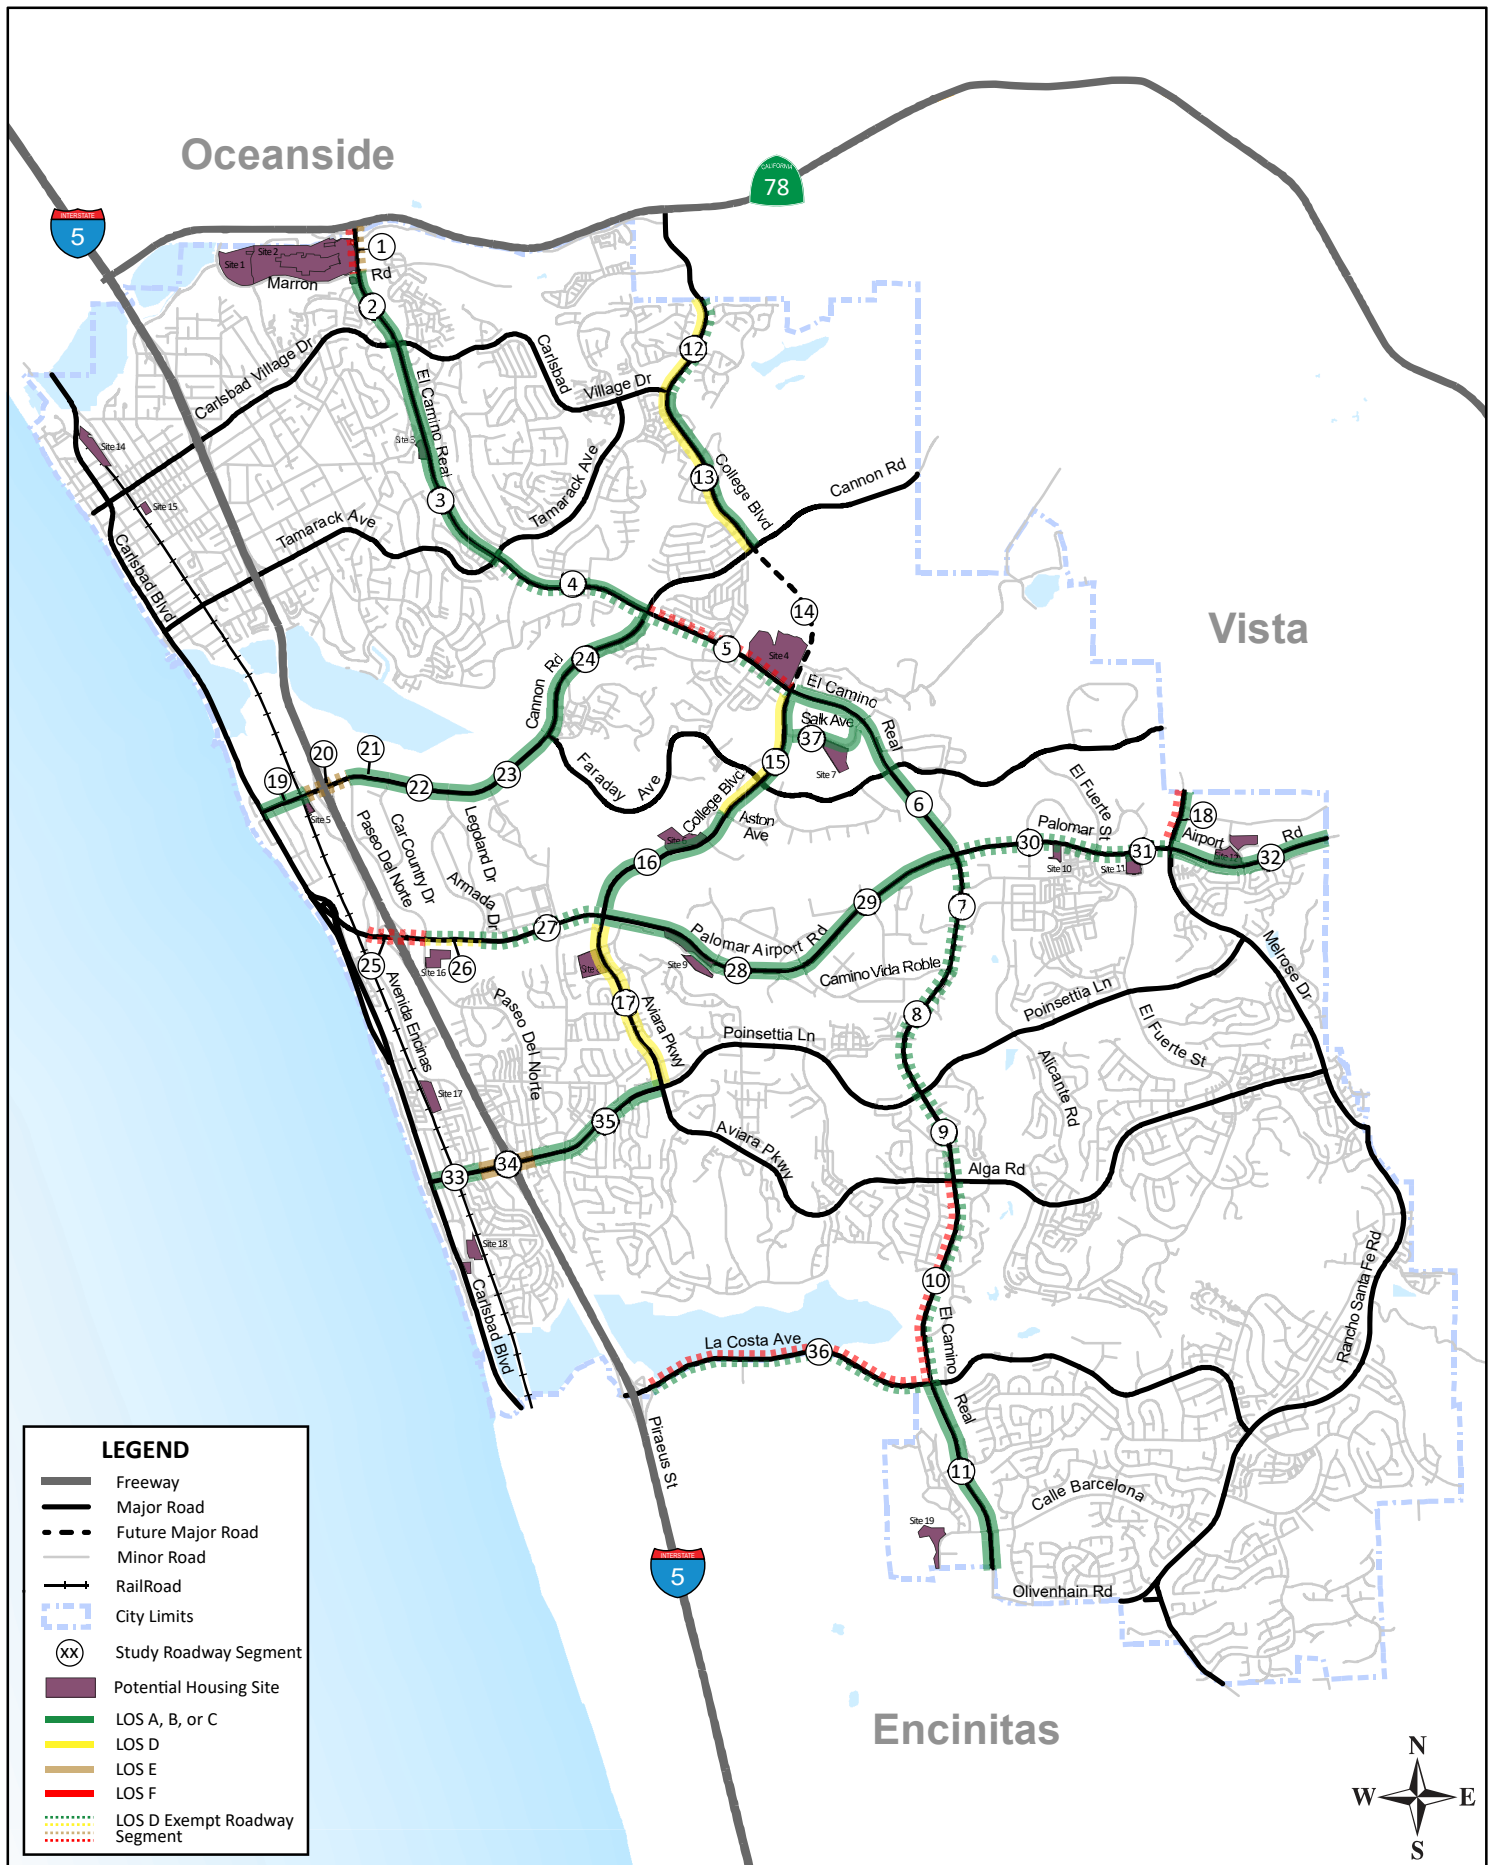 Oceanside
CALIFORNIA
78
INTERSTATE
5
1
Site 2
Site 1
Rd
Marron
2
Carlsbad Village Dr
Carlsbad
Village Dr
12
El Camino Real
Site 3
Site 14
Site 15
3
13
College Blvd
Cannon Rd
Tamarack Ave
Tamarack Ave
Carlsbad Blvd
4
14
Vista
5
Site 4
24
Cannon Rd
El Camino
Real
Salk Ave
37
Site 7
15
20
21
19
22
23
Site 5
Faraday
Ave
College Blvd
Aston
Ave
6
El Fuerte St
Palomar
Airport
Rd
18
30
31
32
Site 10
Site 11
Paseo Del Norte
Car Country Dr
Legoland Dr
Armada Dr
16
29
7
27
Palomar Airport Rd
25
26
Site 16
Site 9
28
Camino Vida Roble
Melrose Dr
Avenida Encinas
17
Aviara Pkwy
8
Poinsettia Ln
Poinsettia Ln
El Fuerte St
Paseo Del Norte
Alicante Rd
Site 17
35
9
Aviara Pkwy
33
34
Alga Rd
Site 18
10
Rancho Santa Fe Rd
Carlsbad Blvd
La Costa Ave
36
El Camino
Real
Piraeus St
11
Calle Barcelona
Site 19
Olivenhain Rd
INTERSTATE
5
Encinitas
LEGEND
Freeway
Major Road
Future Major Road
Minor Road
RailRoad
City Limits
XX
Study Roadway Segment
Potential Housing Site
LOS A, B, or C
LOS D
LOS E
LOS F
LOS D Exempt Roadway
Segment
N
W
E
S